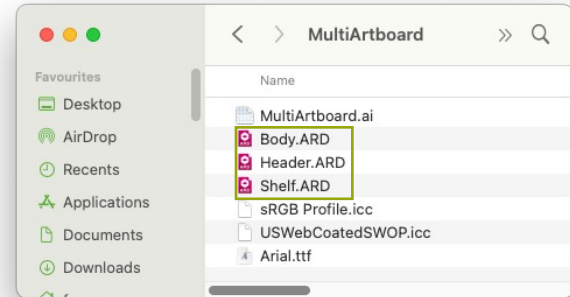 MultiArtboard
Favourites
Desktop
AirDrop
Recents
Applications
Documents
Downloads
Name
MultiArtboard.ai
Body.ARD
Header.ARD
Shelf.ARD
sRGB Profile.icc
USWebCoatedSWOP.icc
Arial.ttf